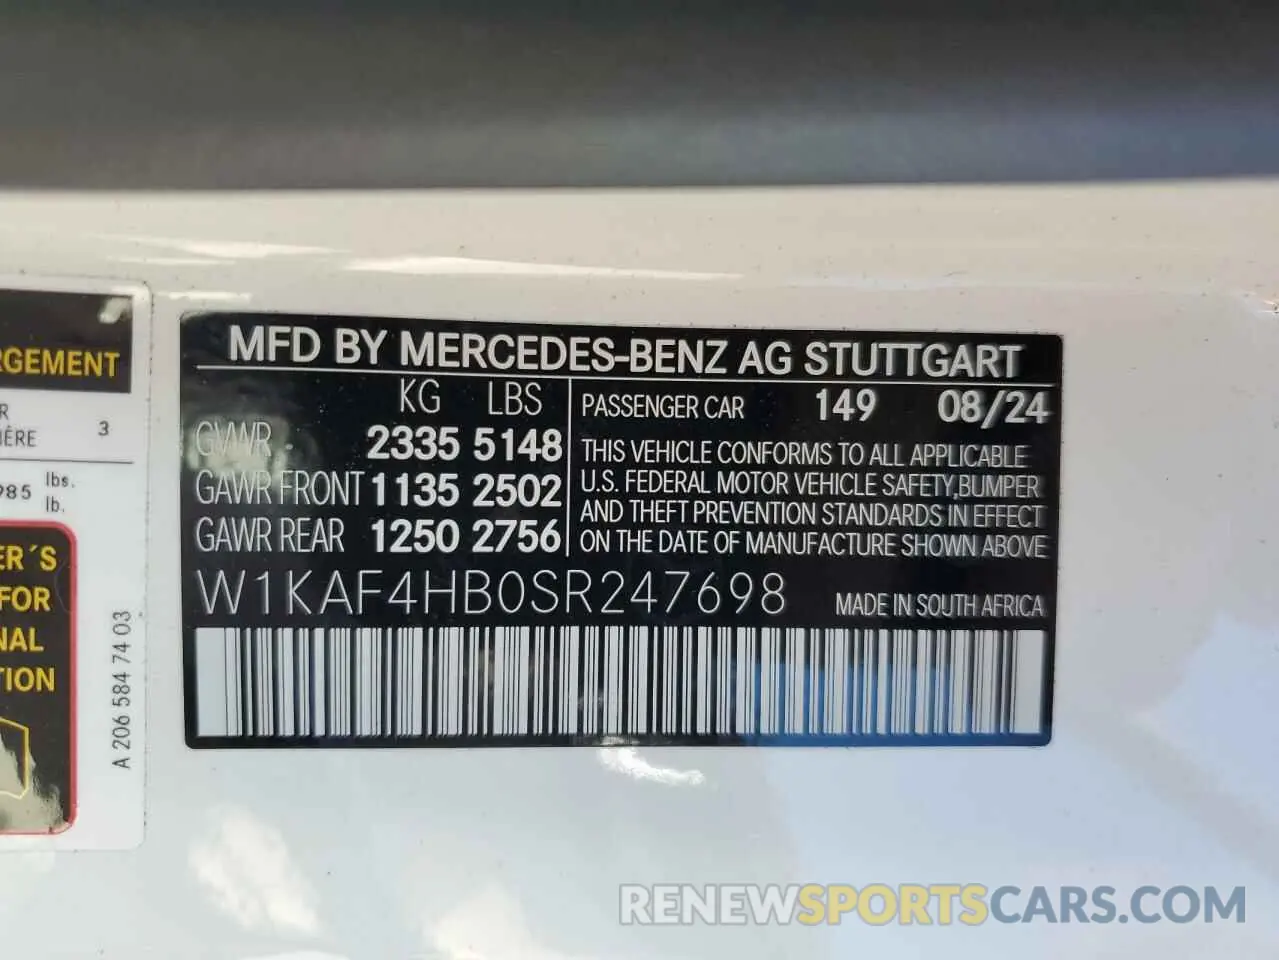 MFD BY MERCEDES-BENZ AG STUTTGART
KG LBS
GVWR 2335 5148
GAWR FRONT 1135 2502
GAWR REAR 1250 2756
PASSENGER CAR 149 08/24
THIS VEHICLE CONFORMS TO ALL APPLICABLE
U.S. FEDERAL MOTOR VEHICLE SAFETY, BUMPER
AND THEFT PREVENTION STANDARDS IN EFFECT
ON THE DATE OF MANUFACTURE SHOWN ABOVE
W1KAF4HB0SR247698 MADE IN SOUTH AFRICA
RGEMENT
R
IÈRE 3
985 lbs.
lb.
ER´S
FOR
NAL
TION
A 206 584 74 03
RENEWSPORTSCARS.COM